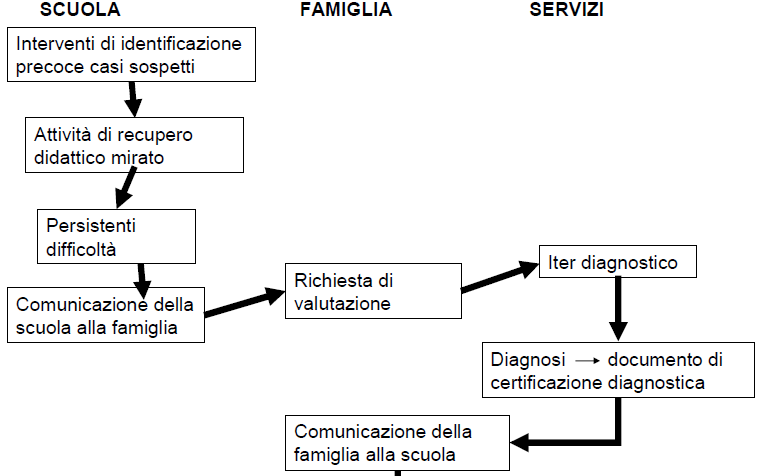 SCUOLA
FAMIGLIA
SERVIZI
Interventi di identificazione
precoce casi sospetti
Attività di recupero
didattico mirato
Persistenti
difficoltà
Comunicazione della
scuola alla famiglia
Richiesta di
valutazione
Iter diagnostico
Diagnosi → documento di
certificazione diagnostica
Comunicazione della
famiglia alla scuola